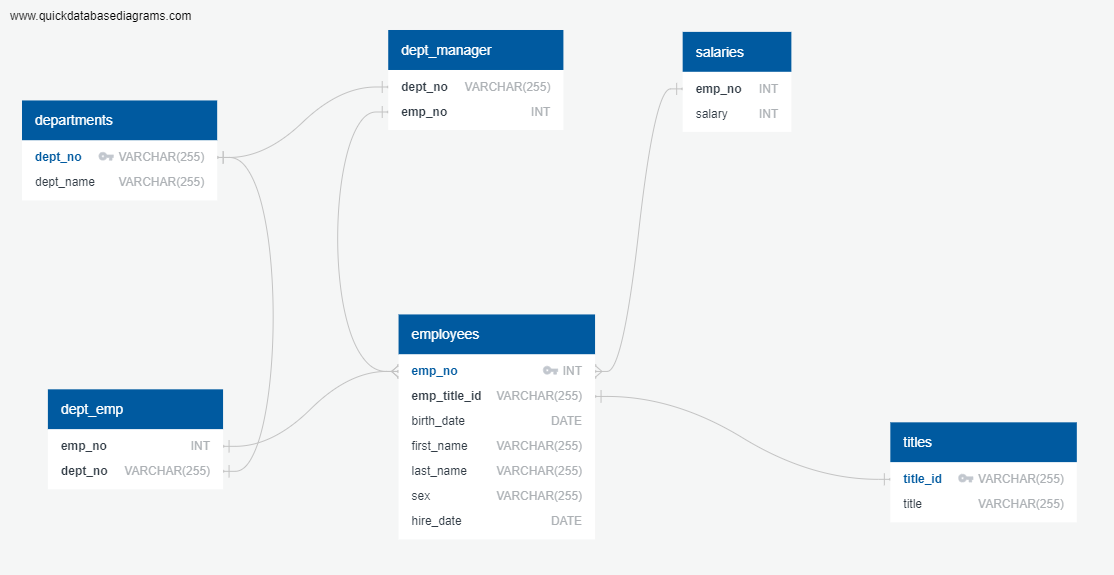 www.quickdatabasediagrams.com
dept_manager
dept_no VARCHAR(255)
emp_no INT
salaries
emp_no INT
salary INT
departments
dept_no VARCHAR(255)
dept_name VARCHAR(255)
employees
emp_no INT
emp_title_id VARCHAR(255)
birth_date DATE
first_name VARCHAR(255)
last_name VARCHAR(255)
sex VARCHAR(255)
hire_date DATE
dept_emp
emp_no INT
dept_no VARCHAR(255)
titles
title_id VARCHAR(255)
title VARCHAR(255)